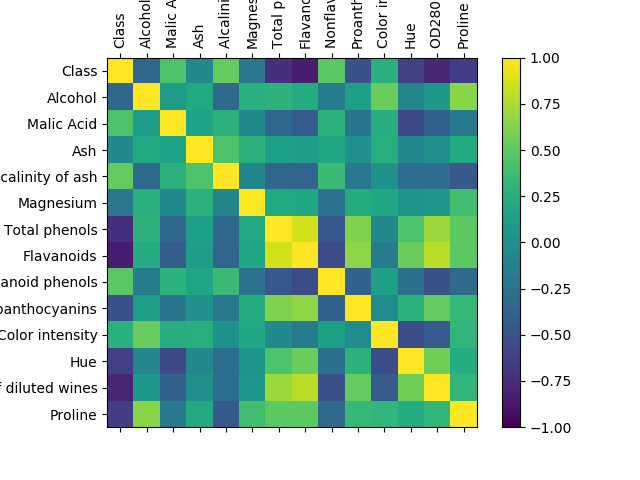 Class
Alcohol
Malic A
Ash
Alcalini
Magnes
Total p
Flavano
Nonflav
Proanth
Color in
Hue
OD280
Proline
Class
Alcohol
Malic Acid
Ash
calinity of ash
Magnesium
Total phenols
Flavanoids
anoid phenols
oanthocyanins
Color intensity
Hue
f diluted wines
Proline
1.00
0.75
0.50
0.25
0.00
−0.25
−0.50
−0.75
−1.00